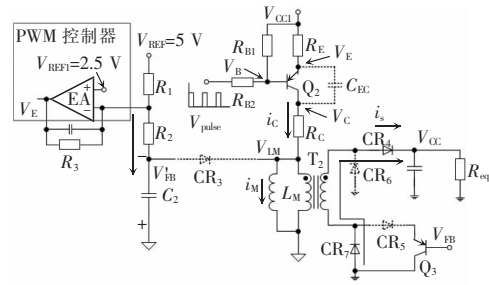 PWM 控制器
V_REF=5 V
V_CC1
R_B1
R_E
V_E
V_REF1=2.5 V
V_B
Q_2
C_EC
EA
R_1
V_E
R_B2
V_pulse
i_C
V_C
R_3
R_2
R_C
i_s
V_LM
T_2
CR_4
V_CC
V'_FB
CR_3
CR_6
R_eq
i_M
L_M
C_2
CR_7
CR_5
V_FB
Q_3